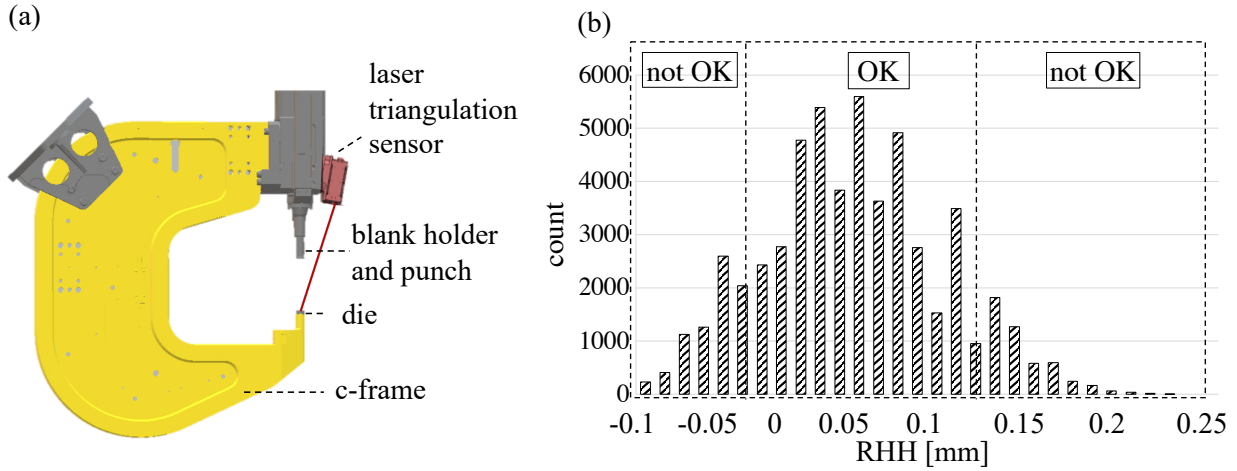 (a)
laser
triangulation
sensor
blank holder
and punch
die
c-frame
(b)
not OK
OK
not OK
6000
5000
4000
3000
2000
1000
0
count
-0.1
-0.05
0
0.05
0.1
0.15
0.2
0.25
RHH [mm]